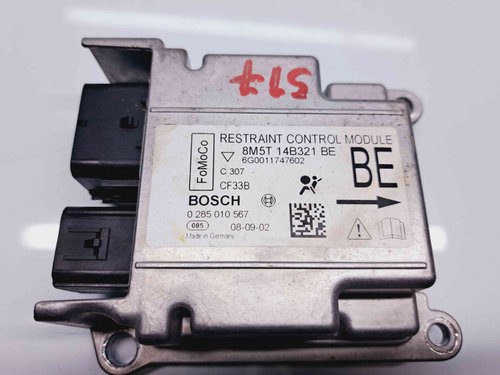 517
RESTRAINT CONTROL MODULE
8M5T 14B321 BE
6G0011747602
FoMoCo
C 307
CF33B
BE
BOSCH
0 285 010 567
085
08-09-02
Made in Germany